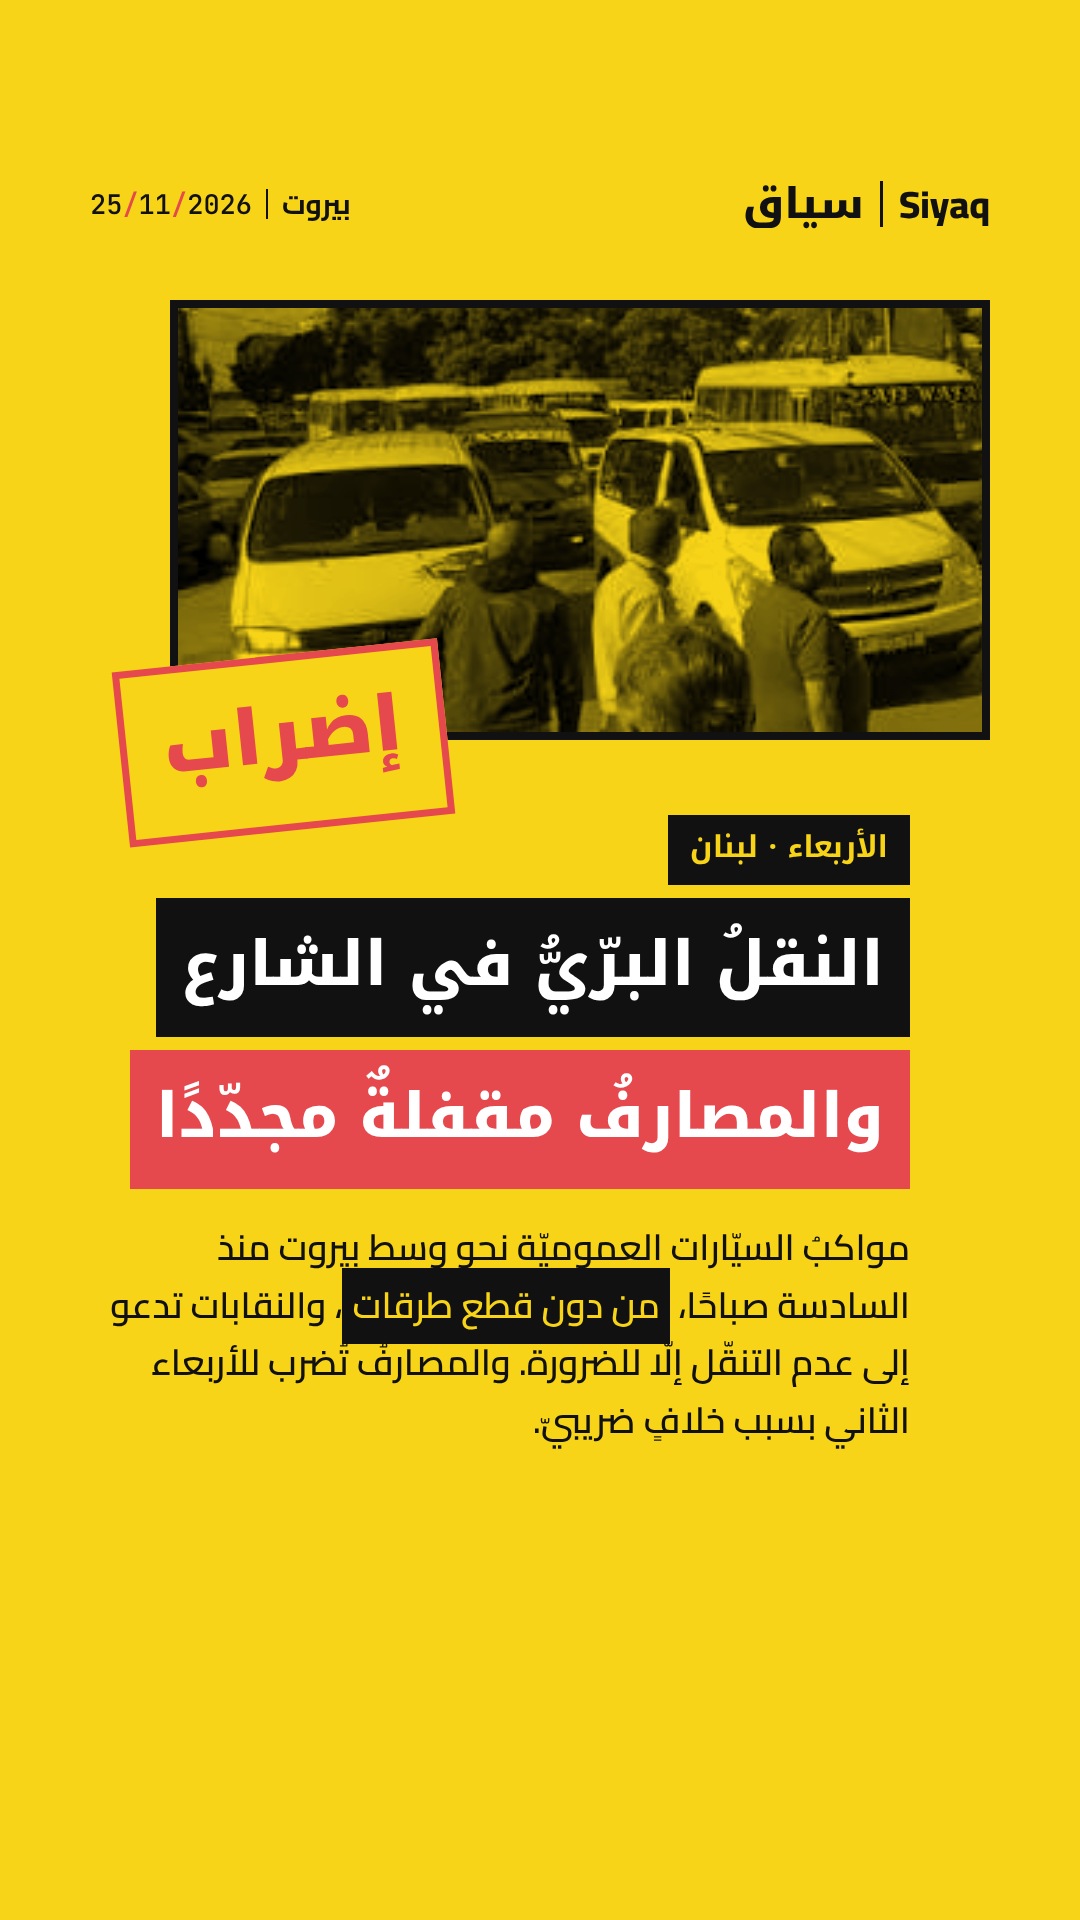 سياق | Siyaq
بيروت | 25/11/2026
إضراب
الأربعاء · لبنان
النقلُ البرّيُّ في الشارع
والمصارفُ مقفلةٌ مجدّدًا
مواكبُ السيّارات العموميّة نحو وسط بيروت منذ
السادسة صباحًا، من دون قطع طرقات، والنقابات تدعو
إلى عدم التنقّل إلّا للضرورة. والمصارفُ تُضرب للأربعاء
الثاني بسبب خلافٍ ضريبيّ.